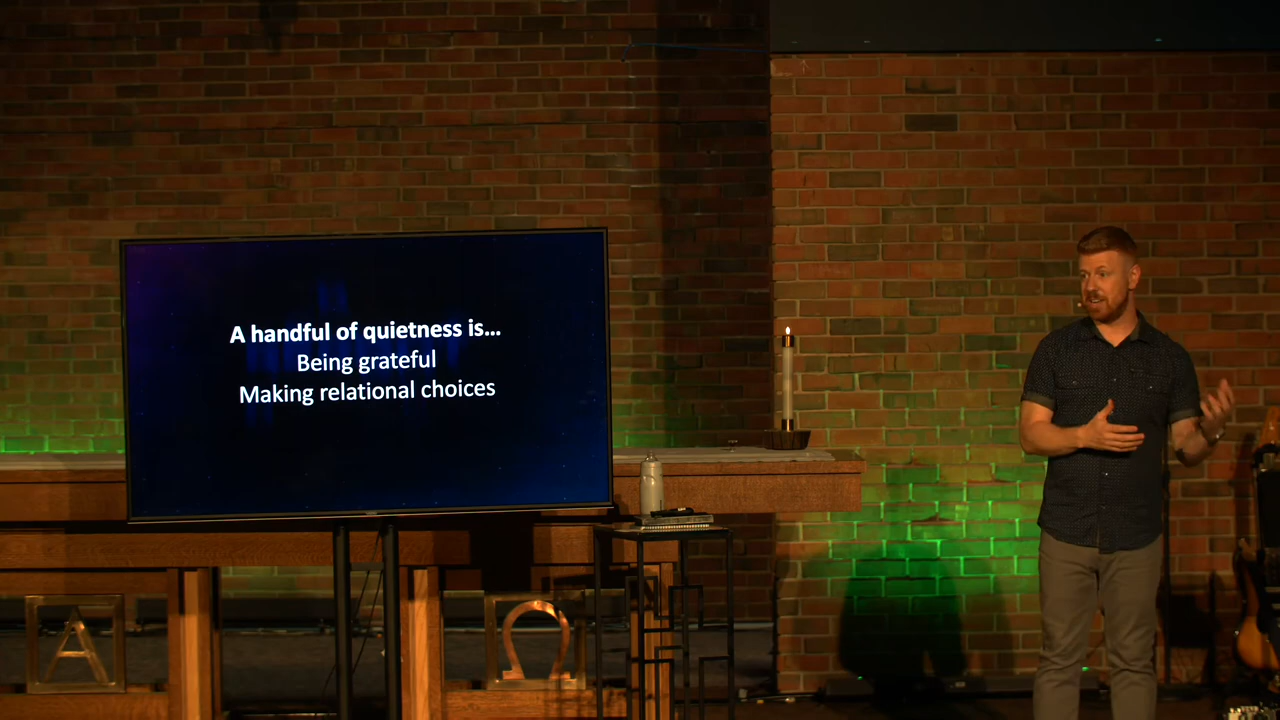 A handful of quietness is...
Being grateful
Making relational choices
Α Ω